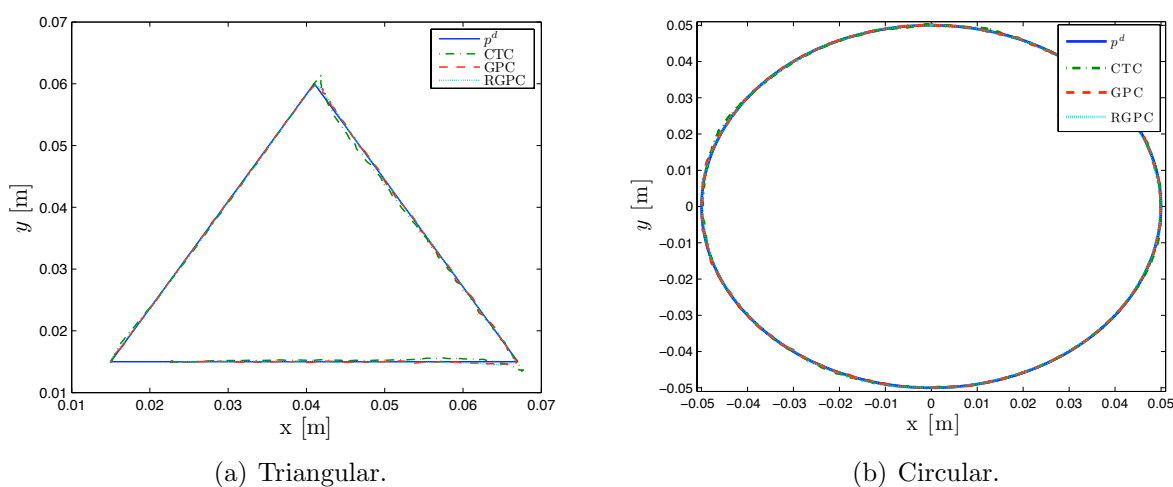 p^d
CTC
GPC
RGPC
0.07
0.06
0.05
0.04
0.03
0.02
0.01
0.01 0.02 0.03 0.04 0.05 0.06 0.07
y [m]
x [m]
(a) Triangular.
p^d
CTC
GPC
RGPC
0.05
0.04
0.03
0.02
0.01
0
−0.01
−0.02
−0.03
−0.04
−0.05
−0.05 −0.04 −0.03 −0.02 −0.01 0 0.01 0.02 0.03 0.04 0.05
y [m]
x [m]
(b) Circular.